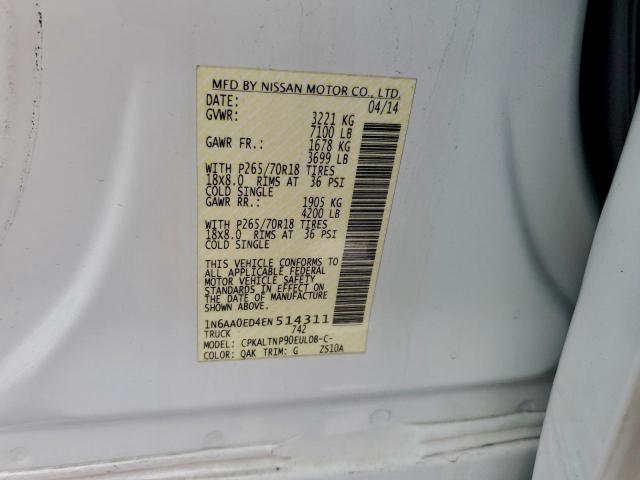 MFD BY NISSAN MOTOR CO., LTD.
DATE: 04/14
GVWR: 3221 KG
7100 LB
GAWR FR.: 1678 KG
3699 LB
WITH P265/70R18 TIRES
18X8.0 RIMS AT 36 PSI
COLD SINGLE
GAWR RR.: 1905 KG
4200 LB
WITH P265/70R18 TIRES
18X8.0 RIMS AT 36 PSI
COLD SINGLE
THIS VEHICLE CONFORMS TO
ALL APPLICABLE FEDERAL
MOTOR VEHICLE SAFETY
STANDARDS IN EFFECT ON
THE DATE OF MANUFACTURE
1N6AA0ED4EN514311
TRUCK 742
MODEL: CPKALTNP90EULDB-C-
COLOR: QAK TRIM: G ZS10A